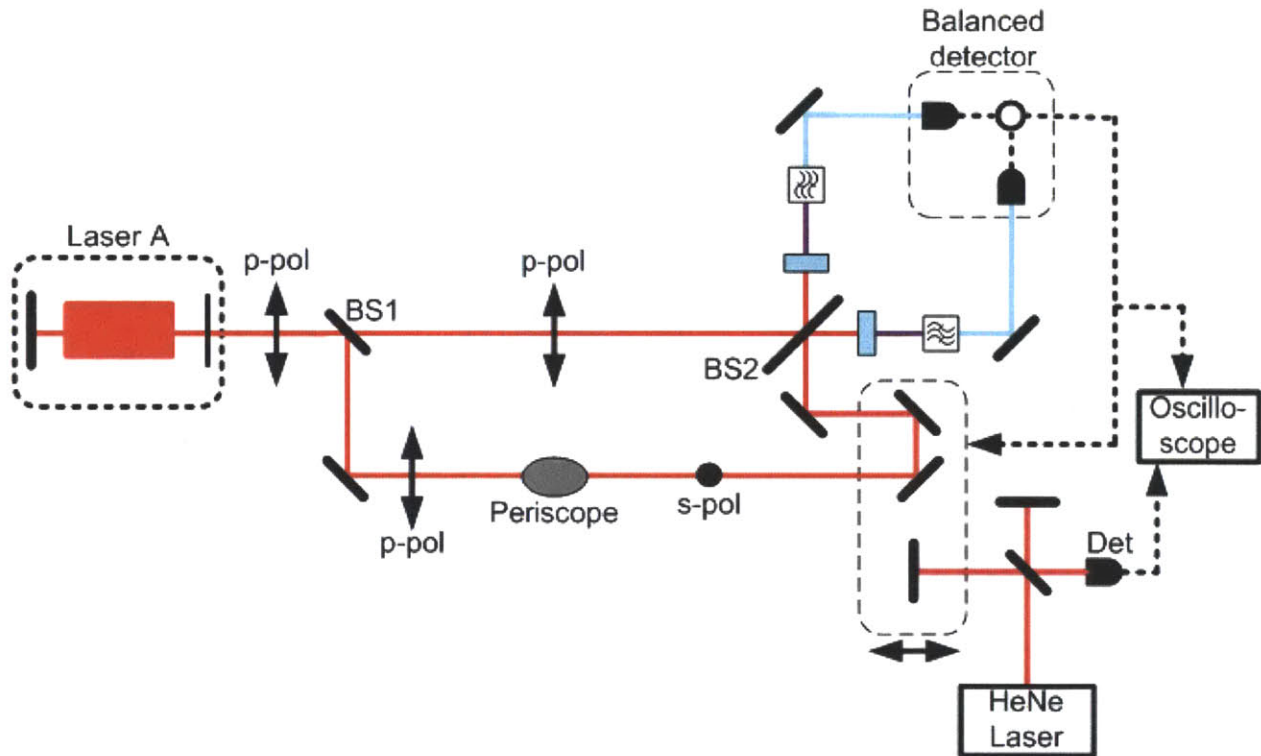 Balanced
detector
Laser A
p-pol
p-pol
BS1
BS2
Oscillo-
scope
Periscope
s-pol
p-pol
Det
HeNe
Laser